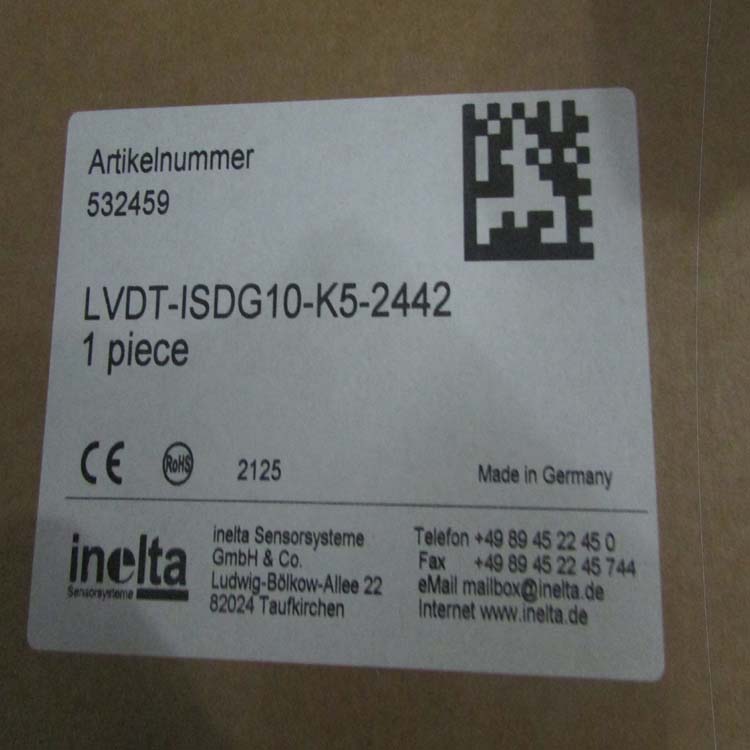 Artikelnummer
532459
LVDT-ISDG10-K5-2442
1 piece
CE RoHS 2125 Made in Germany
inelta
Sensorsysteme
inelta Sensorsysteme
GmbH & Co.
Ludwig-Bölkow-Allee 22
82024 Taufkirchen
Telefon +49 89 45 22 45 0
Fax +49 89 45 22 45 744
eMail mailbox@inelta.de
Internet www.inelta.de